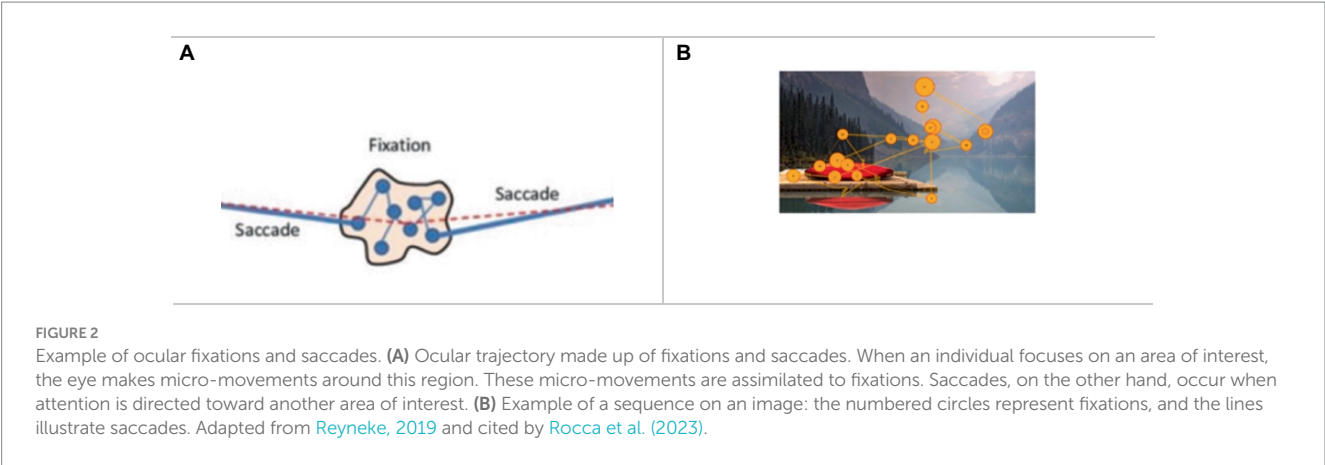 A
B
Fixation
Saccade
Saccade
FIGURE 2
Example of ocular fixations and saccades. (A) Ocular trajectory made up of fixations and saccades. When an individual focuses on an area of interest,
the eye makes micro-movements around this region. These micro-movements are assimilated to fixations. Saccades, on the other hand, occur when
attention is directed toward another area of interest. (B) Example of a sequence on an image: the numbered circles represent fixations, and the lines
illustrate saccades. Adapted from Reyneke, 2019 and cited by Rocca et al. (2023).